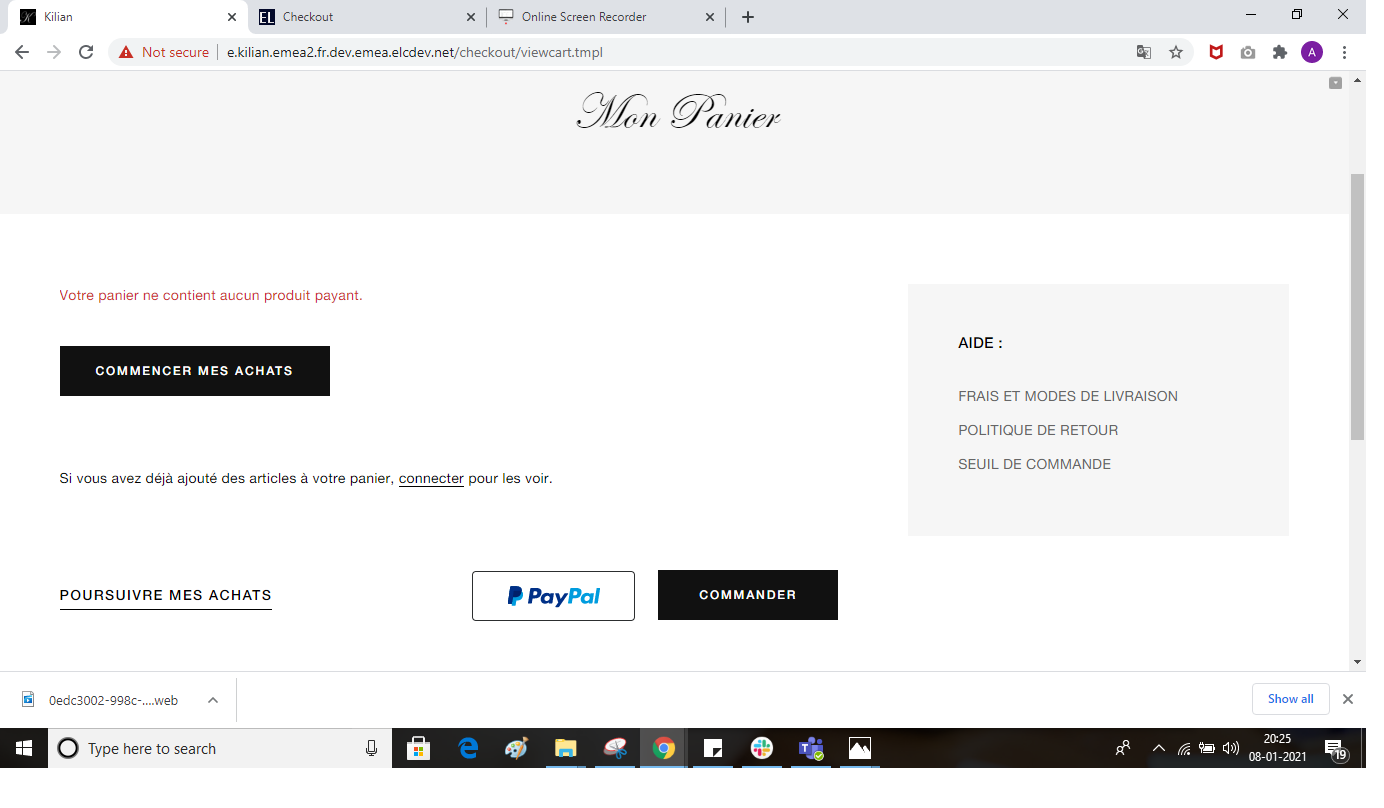 Kilian
Checkout
Online Screen Recorder
Not secure
e.kilian.emea2.fr.dev.emea.elcdev.net/checkout/viewcart.tmpl
A
Mon Panier
Votre panier ne contient aucun produit payant.
COMMENCER MES ACHATS
Si vous avez déjà ajouté des articles à votre panier, connecter pour les voir.
POURSUIVRE MES ACHATS
PayPal
COMMANDER
AIDE :
FRAIS ET MODES DE LIVRAISON
POLITIQUE DE RETOUR
SEUIL DE COMMANDE
0edc3002-998c-....web
Show all
Type here to search
20:25
08-01-2021
19